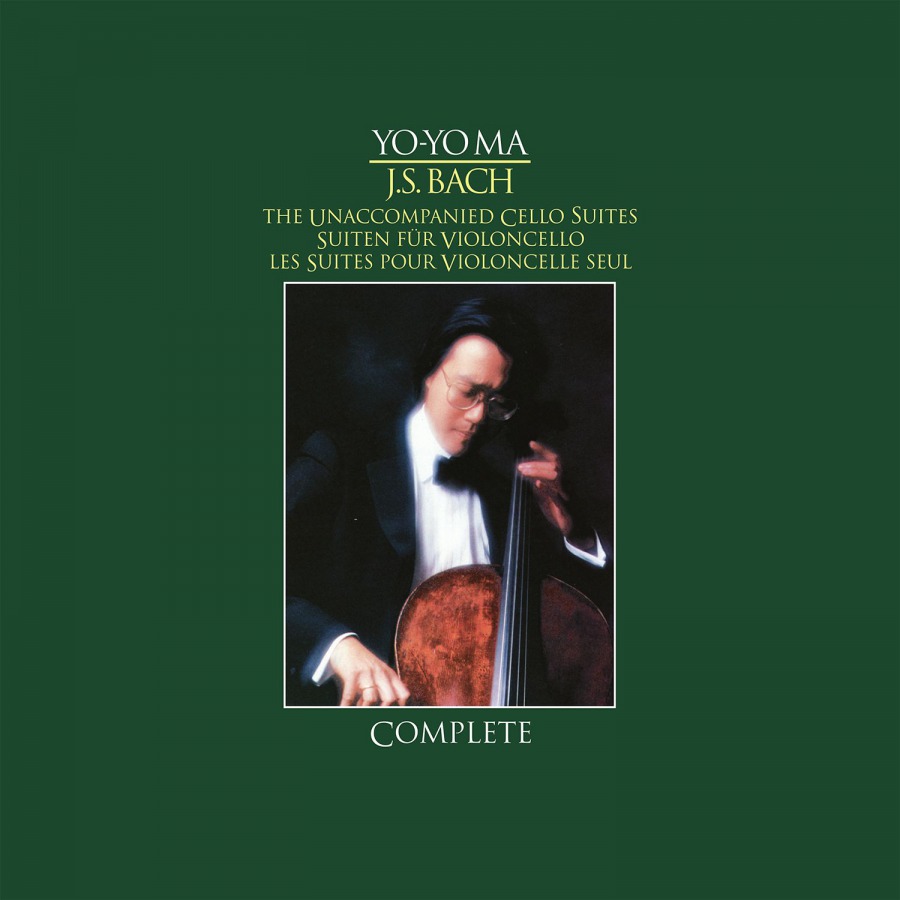 YO-YO MA
J.S. BACH
THE UNACCOMPANIED CELLO SUITES
SUITEN FÜR VIOLONCELLO
LES SUITES POUR VIOLONCELLE SEUL
COMPLETE